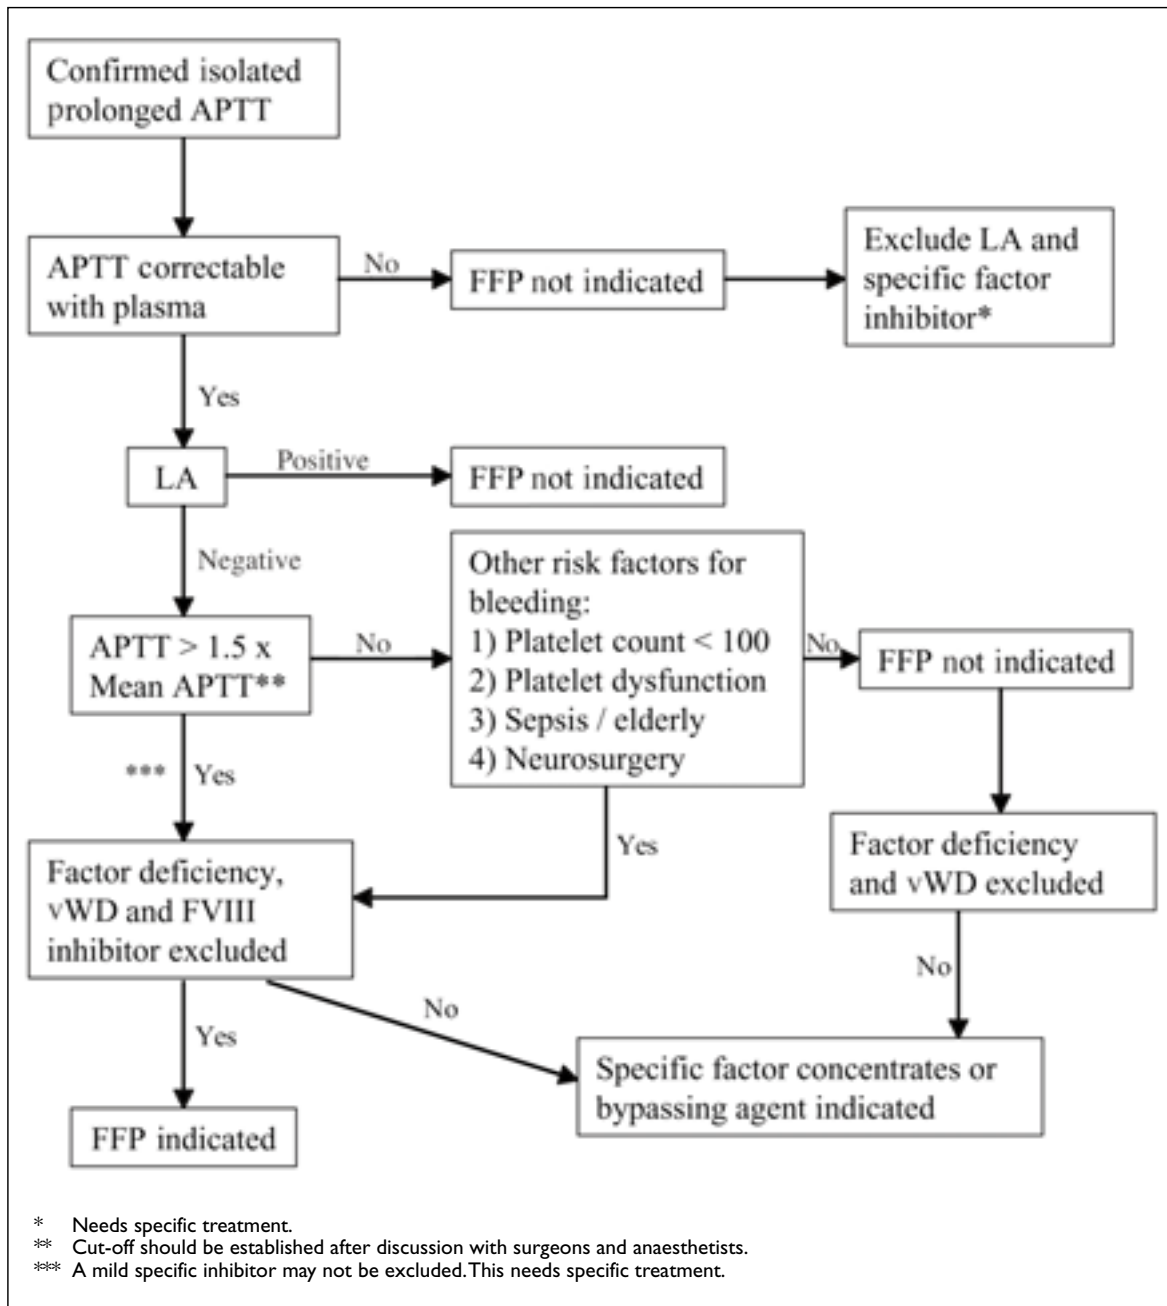 Confirmed isolated
prolonged APTT
APTT correctable
with plasma
No
FFP not indicated
Exclude LA and
specific factor
inhibitor*
Yes
LA
Positive
FFP not indicated
Negative
Other risk factors for
bleeding:
1) Platelet count < 100
2) Platelet dysfunction
3) Sepsis / elderly
4) Neurosurgery
APTT > 1.5 x
Mean APTT**
No
No
FFP not indicated
*** Yes
Yes
Factor deficiency,
vWD and FVIII
inhibitor excluded
Factor deficiency
and vWD excluded
No
No
Yes
Specific factor concentrates or
bypassing agent indicated
FFP indicated
* Needs specific treatment.
** Cut-off should be established after discussion with surgeons and anaesthetists.
*** A mild specific inhibitor may not be excluded. This needs specific treatment.